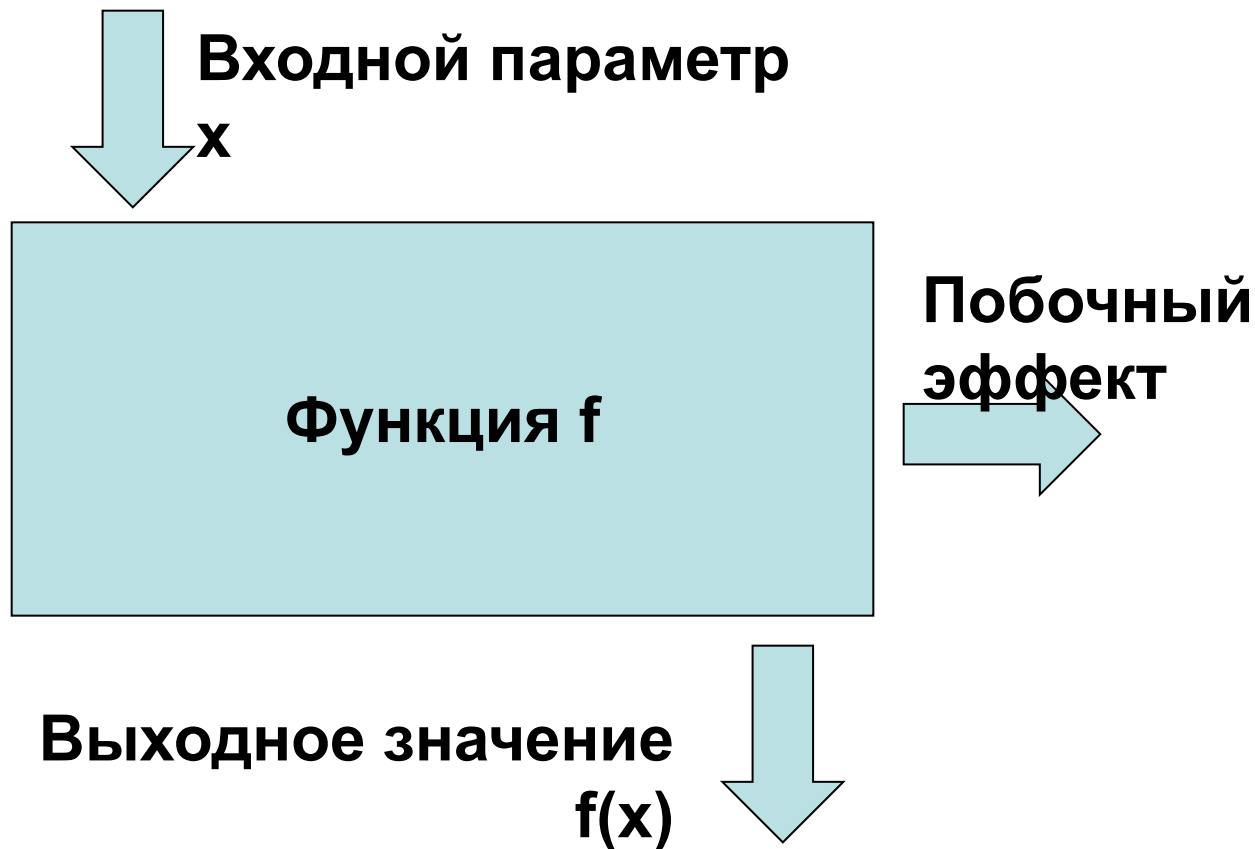 Входной параметр
x
Побочный
эффект
Функция f
Выходное значение
f(x)